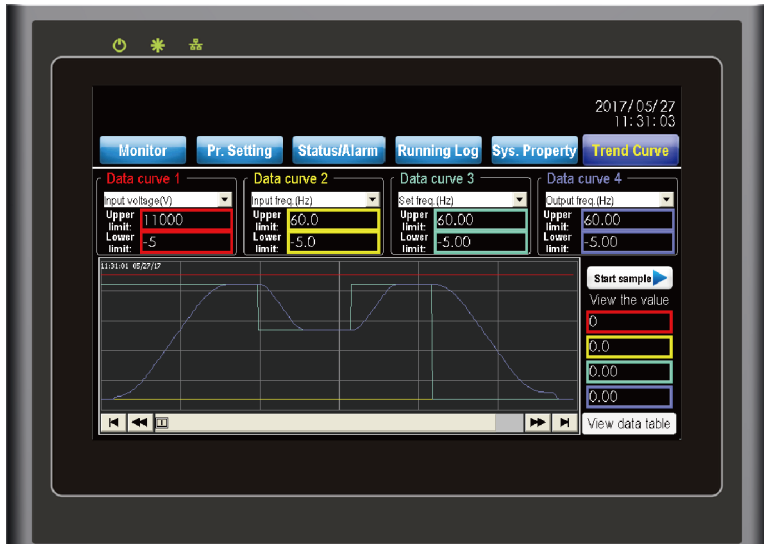 2017/05/27
11:31:03
Monitor Pr. Setting Status/Alarm Running Log Sys. Property Trend Curve
Data curve 1 Data curve 2 Data curve 3 Data curve 4
Input voltage(V) Input freq.(Hz) Set freq.(Hz) Output freq.(Hz)
Upper limit: 11000 Upper limit: 60.0 Upper limit: 60.00 Upper limit: 60.00
Lower limit: -5 Lower limit: -5.0 Lower limit: -5.00 Lower limit: -5.00
11:31:01 05/27/17
Start sample
View the value
0
0.0
0.00
0.00
View data table